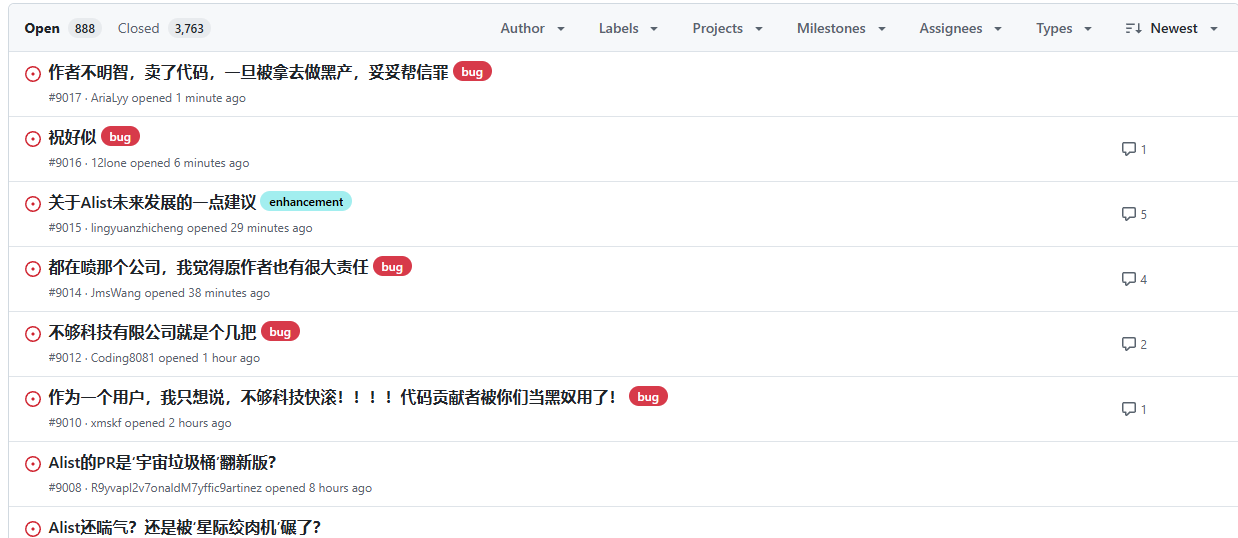 Open 888 Closed 3,763 Author Labels Projects Milestones Assignees Types Newest
作者不明智，卖了代码，一旦被拿去做黑产，妥妥帮信罪 bug
#9017 · AriaLyy opened 1 minute ago
祝好似 bug
1
#9016 · 12lone opened 6 minutes ago
关于Alist未来发展的一点建议 enhancement
5
#9015 · lingyuanzhicheng opened 29 minutes ago
都在喷那个公司，我觉得原作者也有很大责任 bug
4
#9014 · JmsWang opened 38 minutes ago
不够科技有限公司就是个几把 bug
2
#9012 · Coding8081 opened 1 hour ago
作为一个用户，我只想说，不够科技快滚！！！！代码贡献者被你们当黑奴用了！ bug
1
#9010 · xmskf opened 2 hours ago
Alist的PR是‘宇宙垃圾桶’翻新版？
#9008 · R9yvapl2v7onaldM7yffic9artinez opened 8 hours ago
Alist还喘气？还是被‘星际绞肉机’碾了？